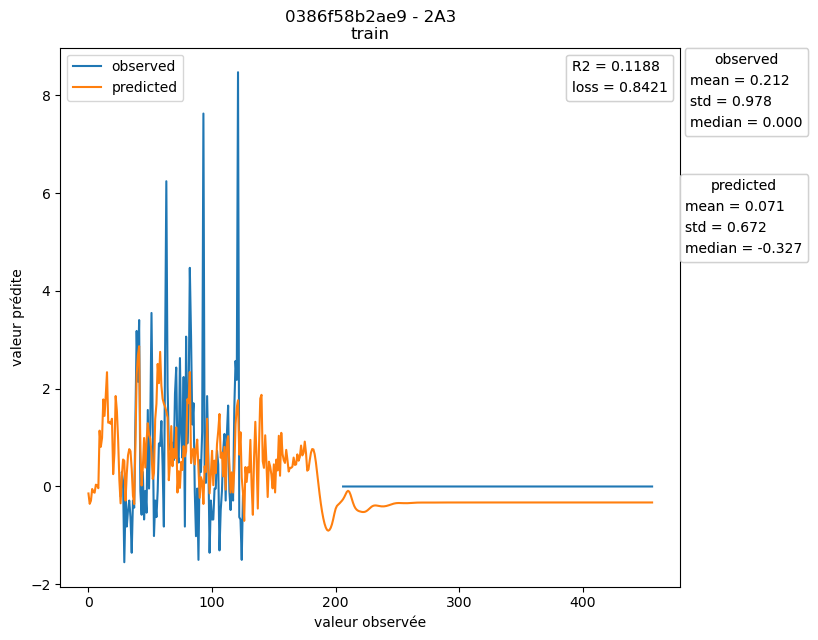 0386f58b2ae9 - 2A3
train
observed
predicted
R2 = 0.1188
loss = 0.8421
observed
mean = 0.212
std = 0.978
median = 0.000
predicted
mean = 0.071
std = 0.672
median = -0.327
valeur prédite
8
6
4
2
0
−2
0
100
200
300
400
valeur observée